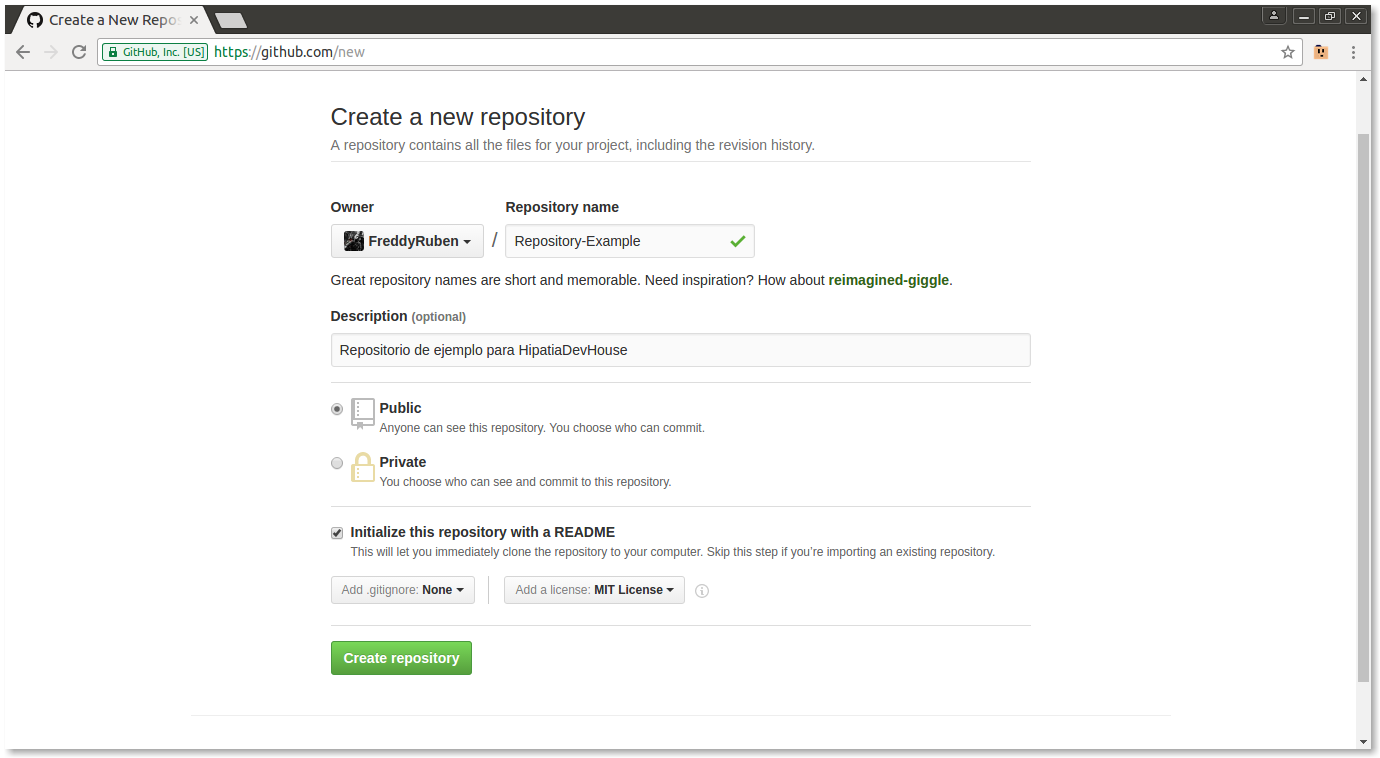 Create a New Repos
GitHub, Inc. [US] https://github.com/new
Create a new repository
A repository contains all the files for your project, including the revision history.
Owner Repository name
FreddyRuben / Repository-Example
Great repository names are short and memorable. Need inspiration? How about reimagined-giggle.
Description (optional)
Repositorio de ejemplo para HipatiaDevHouse
Public
Anyone can see this repository. You choose who can commit.
Private
You choose who can see and commit to this repository.
Initialize this repository with a README
This will let you immediately clone the repository to your computer. Skip this step if you’re importing an existing repository.
Add .gitignore: None Add a license: MIT License
Create repository